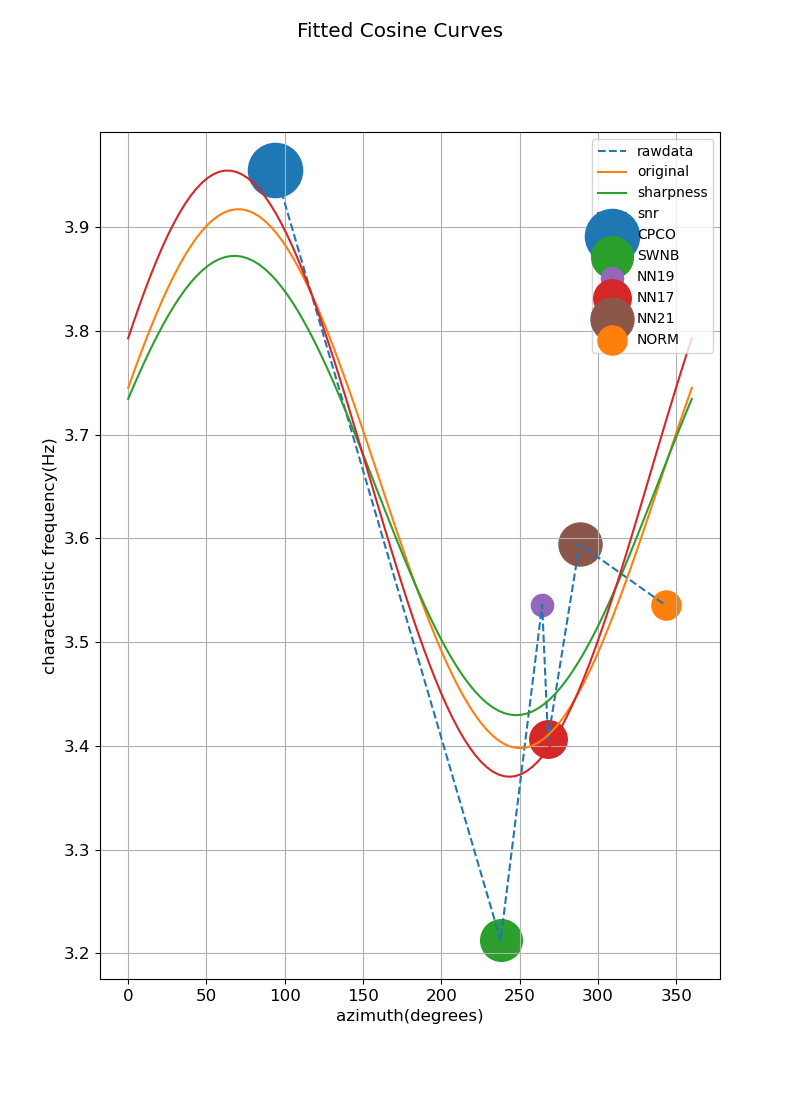 Fitted Cosine Curves
rawdata
original
sharpness
snr
CPCO
SWNB
NN19
NN17
NN21
NORM
3.9
3.8
3.7
3.6
3.5
3.4
3.3
3.2
characteristic frequency(Hz)
0 50 100 150 200 250 300 350
azimuth(degrees)